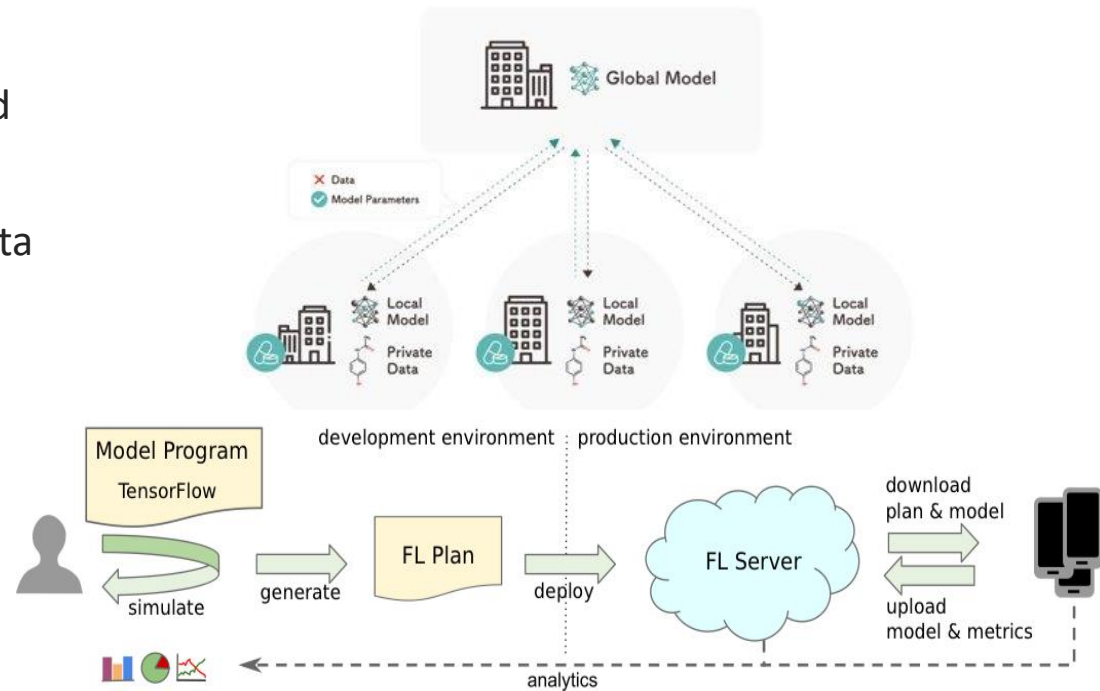 d
ta
Global Model
Data
Model Parameters
Local
Model
Private
Data
Local
Model
Private
Data
Local
Model
Private
Data
development environment
production environment
Model Program
TensorFlow
simulate
generate
FL Plan
deploy
FL Server
download
plan & model
upload
model & metrics
analytics